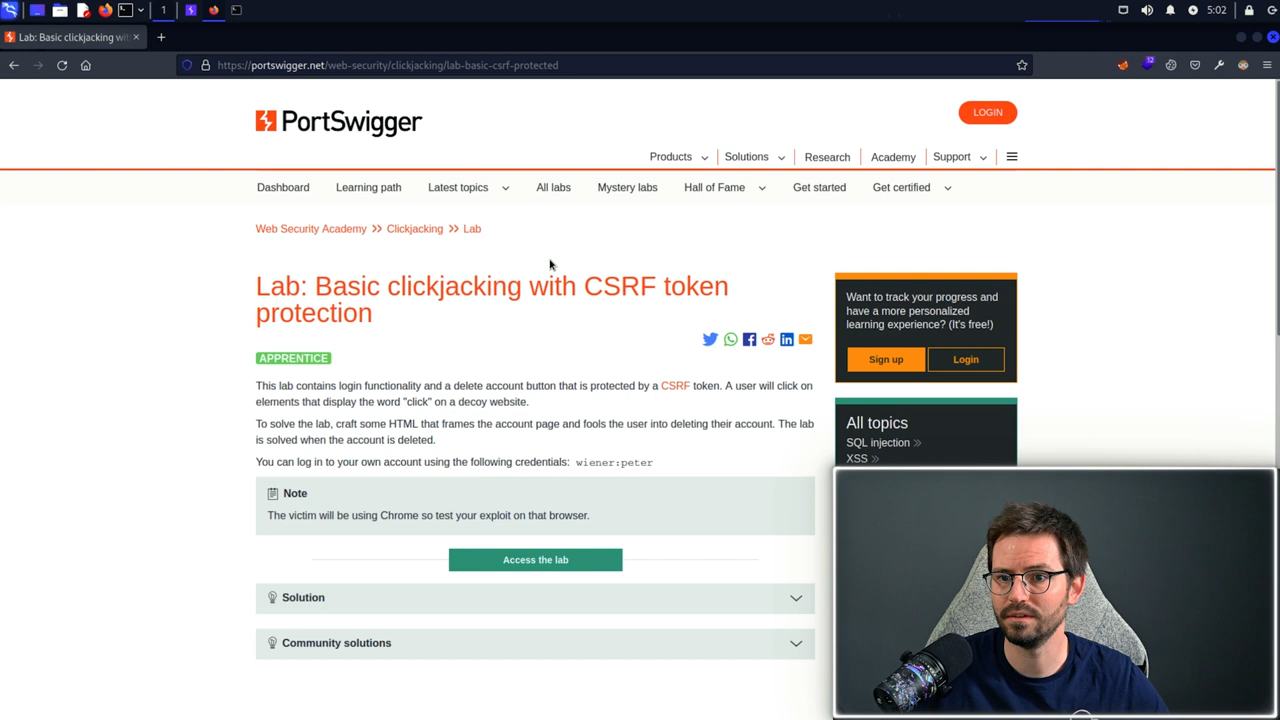 1
5:02
Lab: Basic clickjacking wit
https://portswigger.net/web-security/clickjacking/lab-basic-csrf-protected
12
PortSwigger
LOGIN
Products
Solutions
Research
Academy
Support
Dashboard
Learning path
Latest topics
All labs
Mystery labs
Hall of Fame
Get started
Get certified
Web Security Academy
Clickjacking
Lab
Lab: Basic clickjacking with CSRF token
protection
APPRENTICE
This lab contains login functionality and a delete account button that is protected by a CSRF token. A user will click on
elements that display the word "click" on a decoy website.
To solve the lab, craft some HTML that frames the account page and fools the user into deleting their account. The lab
is solved when the account is deleted.
You can log in to your own account using the following credentials: wiener:peter
Note
The victim will be using Chrome so test your exploit on that browser.
Access the lab
Solution
Community solutions
Want to track your progress and
have a more personalized
learning experience? (It's free!)
Sign up
Login
All topics
SQL injection
XSS